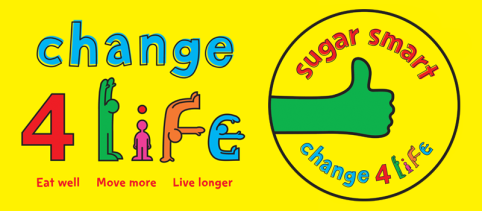 change
4 life
Eat well Move more Live longer
sugar smart
change 4 life